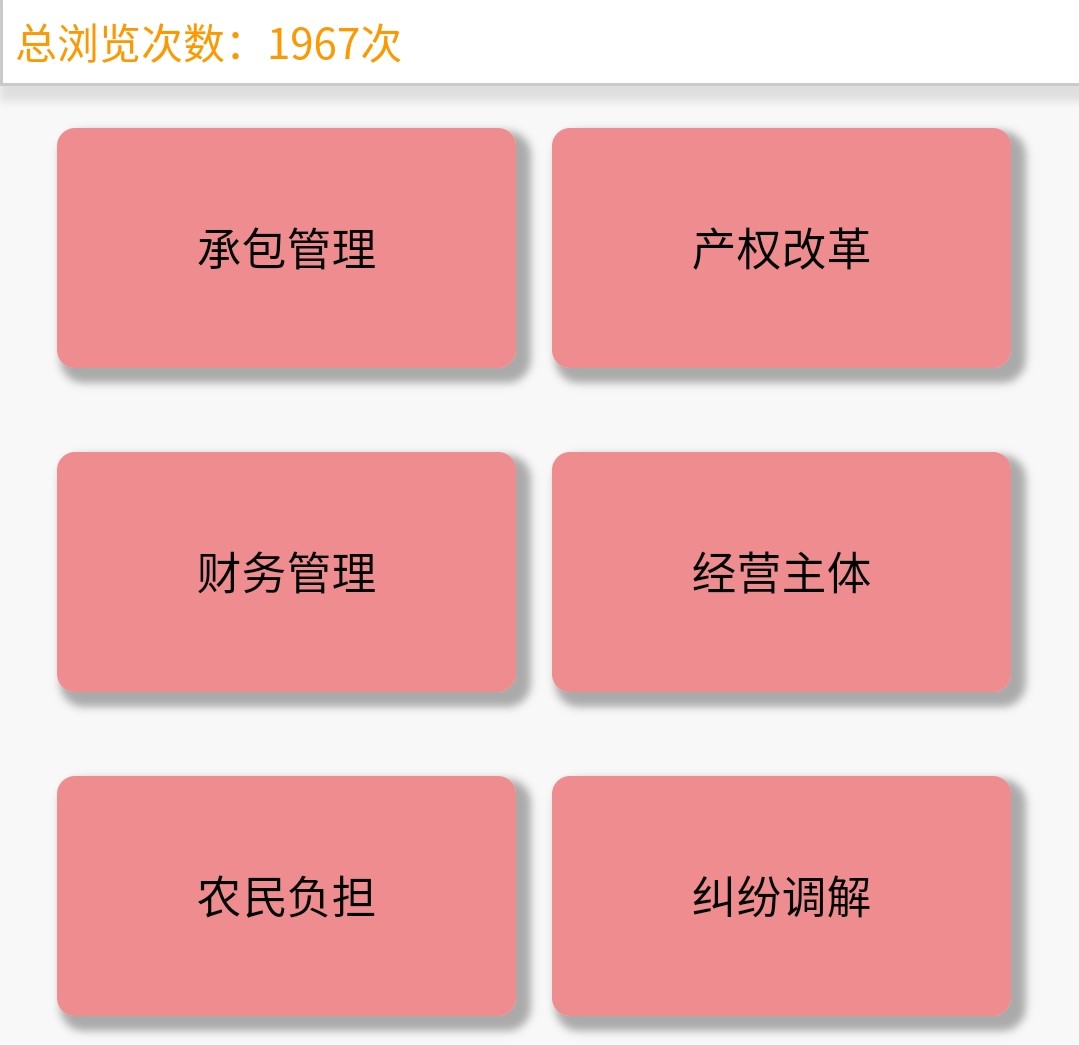 总浏览次数：1967次
承包管理
产权改革
财务管理
经营主体
农民负担
纠纷调解